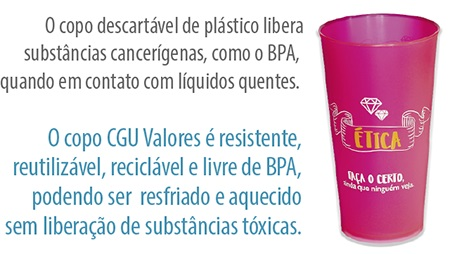 O copo descartável de plástico libera
substâncias cancerígenas, como o BPA,
quando em contato com líquidos quentes.
O copo CGU Valores é resistente,
reutilizável, reciclável e livre de BPA,
podendo ser resfriado e aquecido
sem liberação de substâncias tóxicas.
ÉTICA
FAÇA O CERTO,
ainda que ninguém veja.